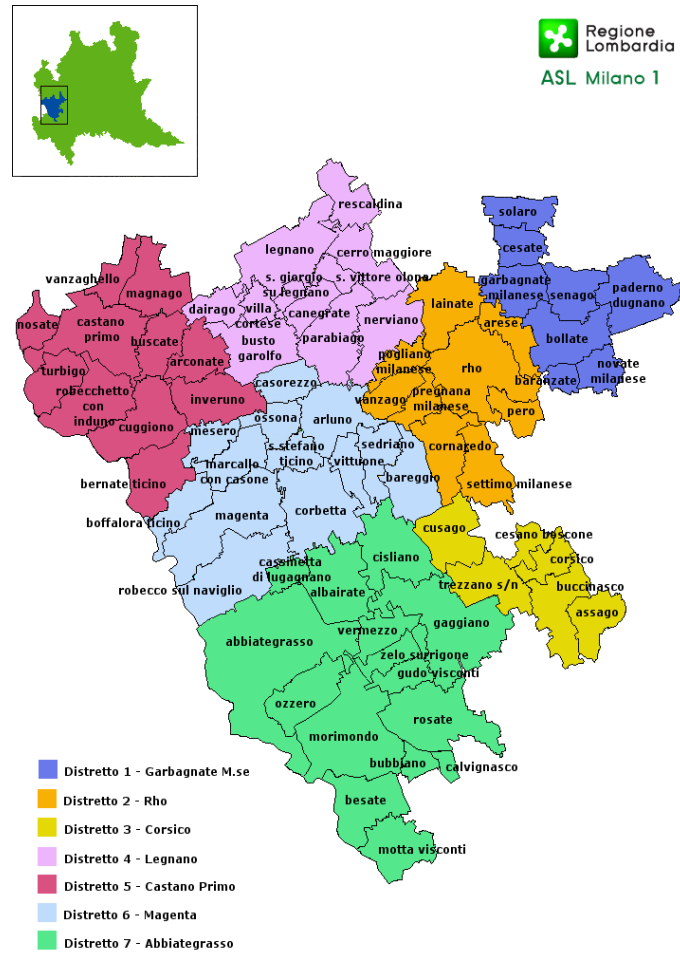 Regione
Lombardia
ASL Milano 1
rescaldina
solaro
legnano
cesate
cerro maggiore
vanzaghello
s. giorgio
su legnano
s. vittore olona
garbagnate
milanese
senago
paderno
dugnano
magnago
dairago
villa
cortese
canegrate
nerviano
lainate
arese
nosate
castano
primo
buscate
busto
garolfo
parabiago
bollate
arconate
pogliano
milanese
rho
novate
milanese
turbigo
baranzate
robecchetto
con
induno
casorezzo
inveruno
vanzago
pregnana
milanese
pero
cuggiono
mesero
ossona
arluno
s.stefano
ticino
sedriano
vittuone
cornaredo
marcallo
con casone
bareggio
bernate ticino
settimo milanese
boffalora ticino
magenta
corbetta
cusago
cesano boscone
cisliano
corsico
cassinetta
di lugagnano
robecco sul naviglio
albairate
trezzano s/n
buccinasco
assago
abbiategrasso
vermezzo
gaggiano
zelo surrigone
gudo visconti
ozzero
rosate
morimondo
bubbiano
calvignasco
besate
motta visconti
Distretto 1 - Garbagnate M.se
Distretto 2 - Rho
Distretto 3 - Corsico
Distretto 4 - Legnano
Distretto 5 - Castano Primo
Distretto 6 - Magenta
Distretto 7 - Abbiategrasso